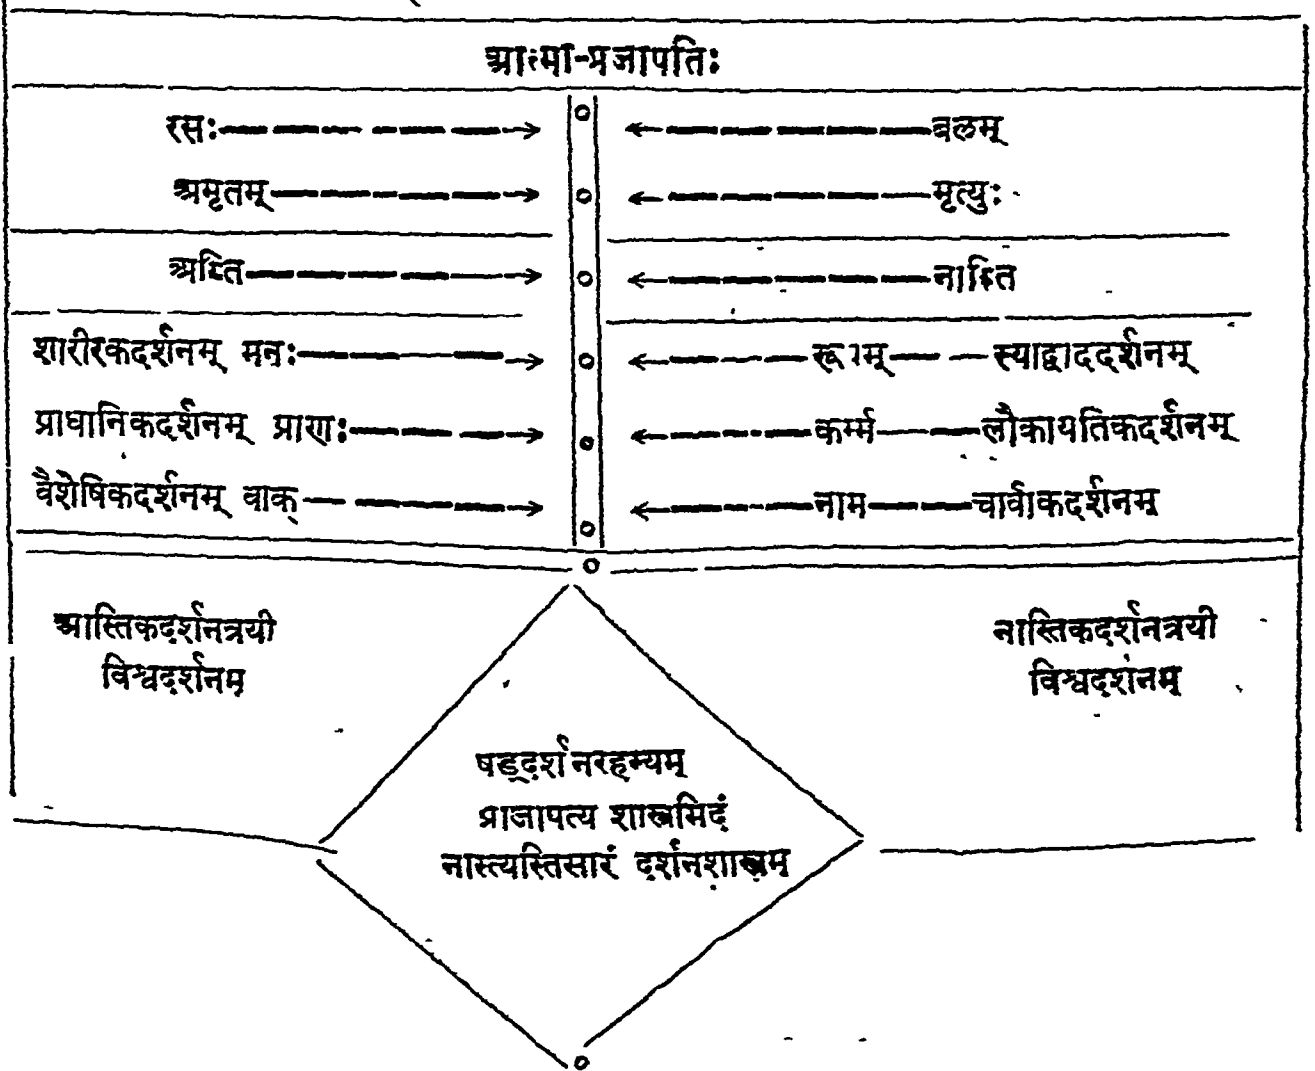 आत्मा-प्रजापतिः
रसः बलम्
अमृतम् मृत्युः
अस्ति नास्ति
शारीरकदर्शनम् मनः स्याद्वाददर्शनम्
प्राधानिकदर्शनम् प्राणः कर्म्म लौकायतिकदर्शनम्
वैशेषिकदर्शनम् वाक् नाम चार्वाकदर्शनम्
आस्तिकदर्शनत्रयी
विश्वदर्शनम्
नास्तिकदर्शनत्रयी
विश्वदर्शनम्
षड्दर्शनरहस्यम्
प्राजापत्य शास्त्रमिदं
नास्त्यस्तिसारं दर्शनशास्त्रम्